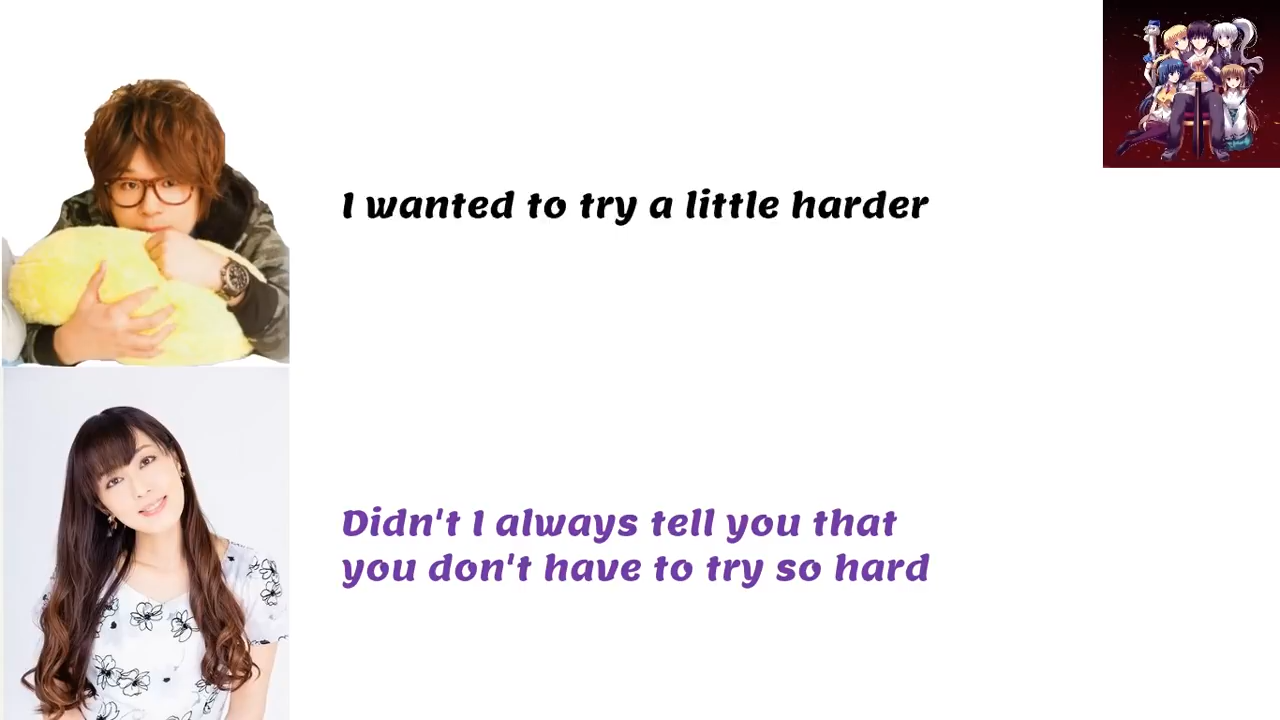 I wanted to try a little harder
Didn't I always tell you that
you don't have to try so hard